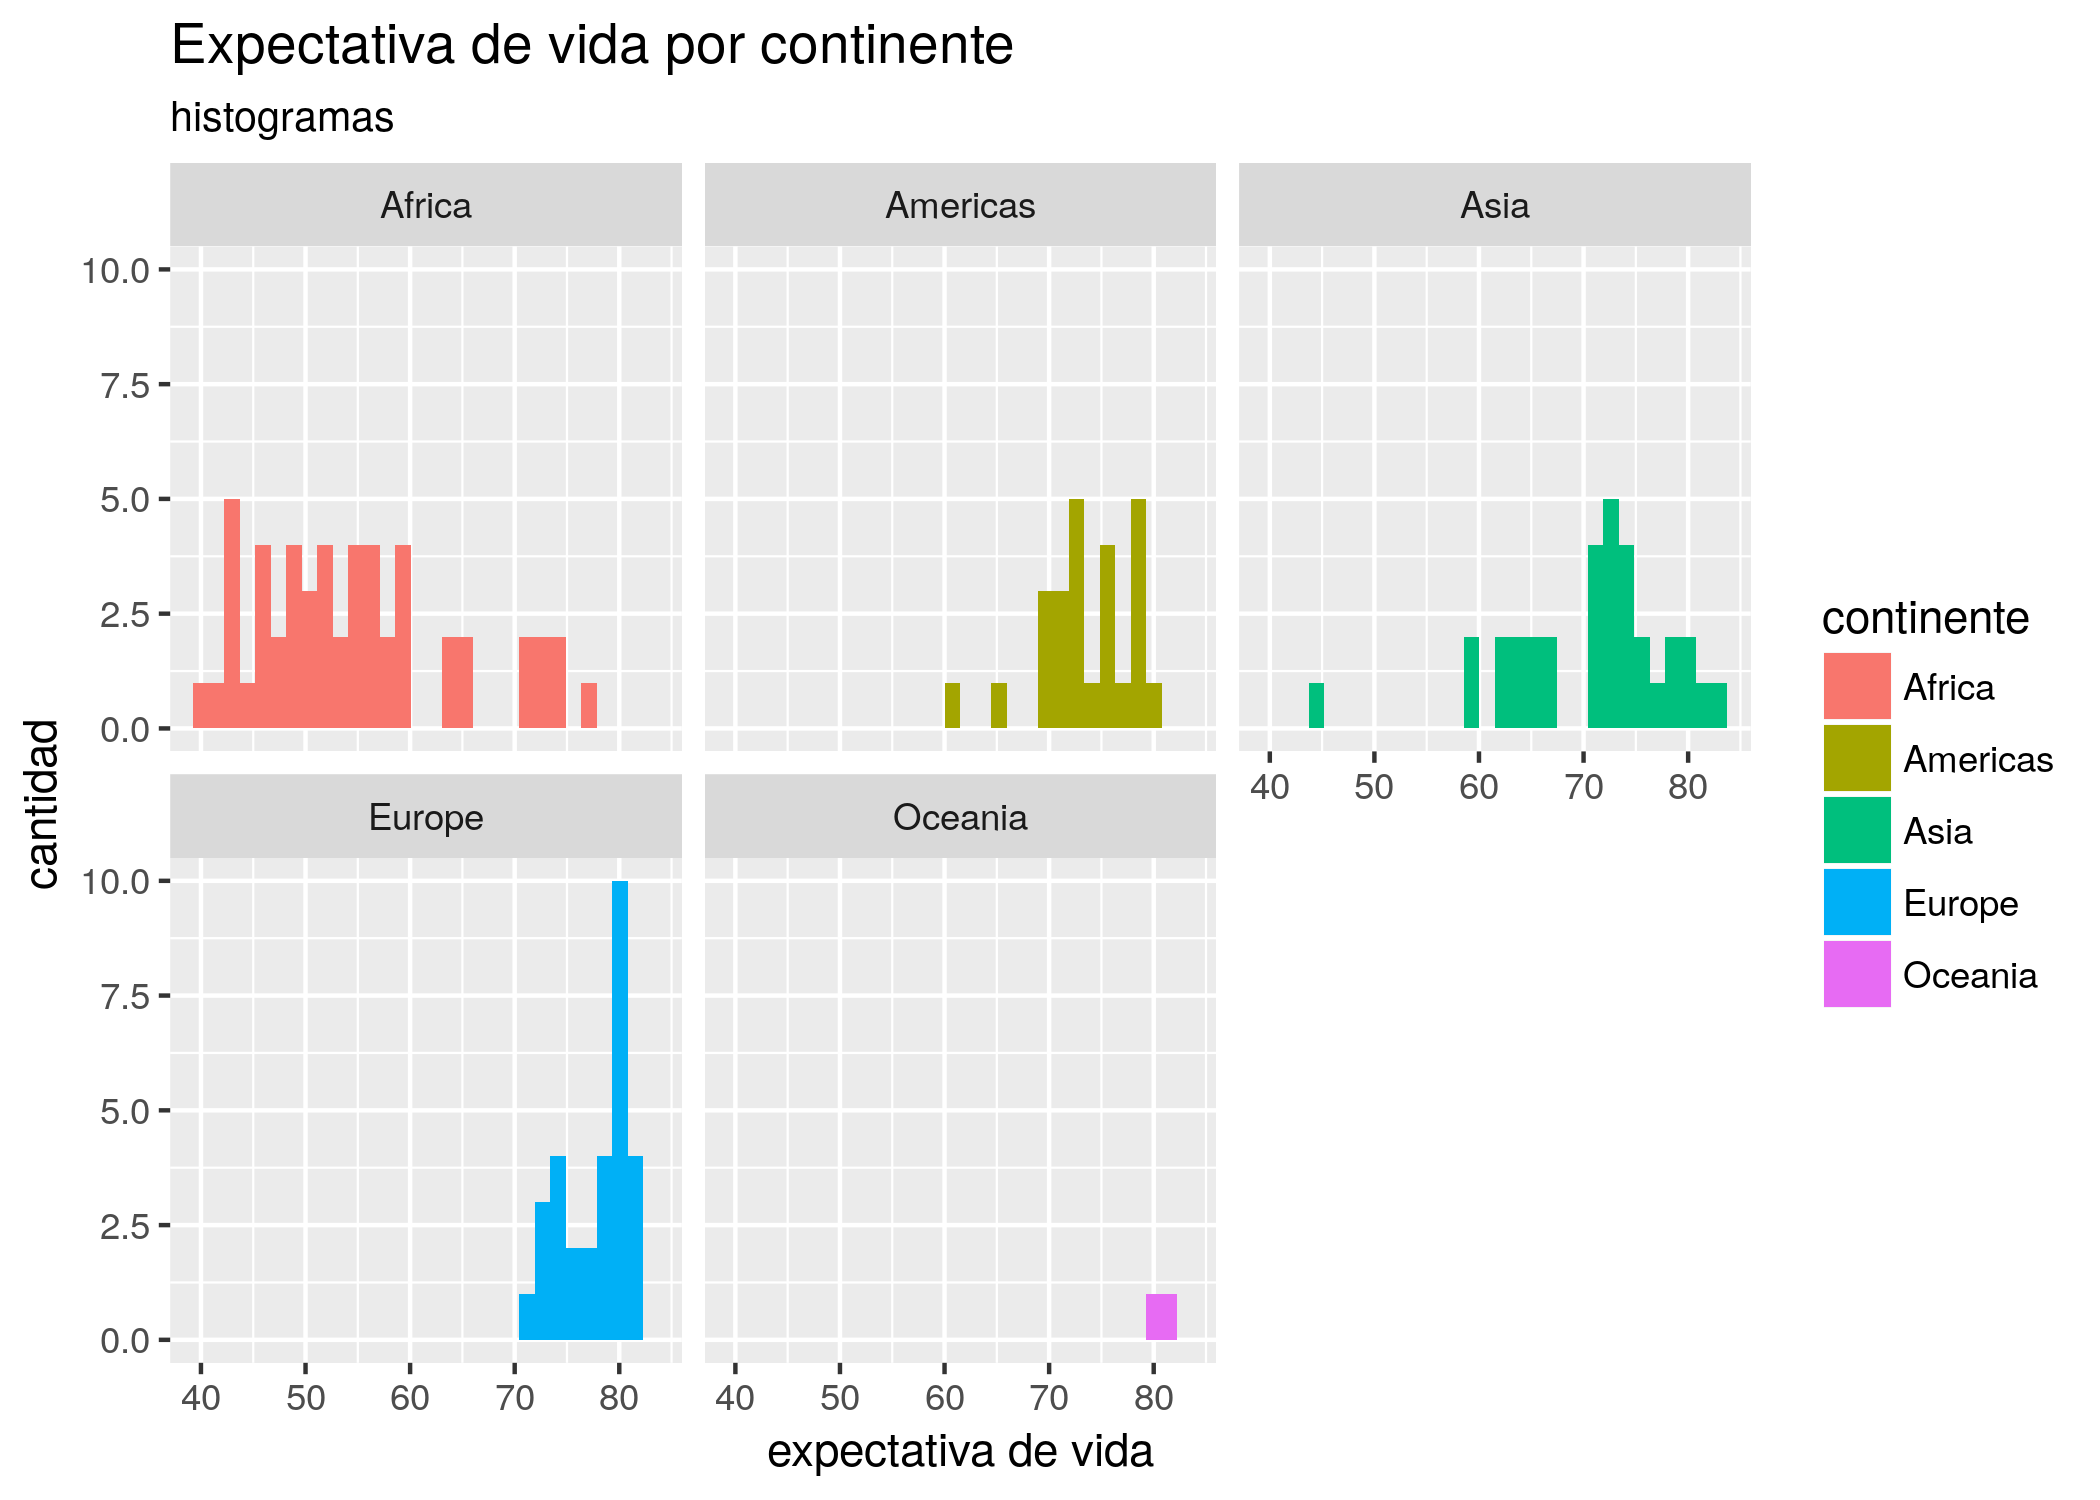 Expectativa de vida por continente
histogramas
Africa
Americas
Asia
10.0
7.5
5.0
2.5
0.0
40 50 60 70 80
Europe
Oceania
10.0
7.5
5.0
2.5
0.0
40 50 60 70 80
40 50 60 70 80
expectativa de vida
cantidad
continente
Africa
Americas
Asia
Europe
Oceania